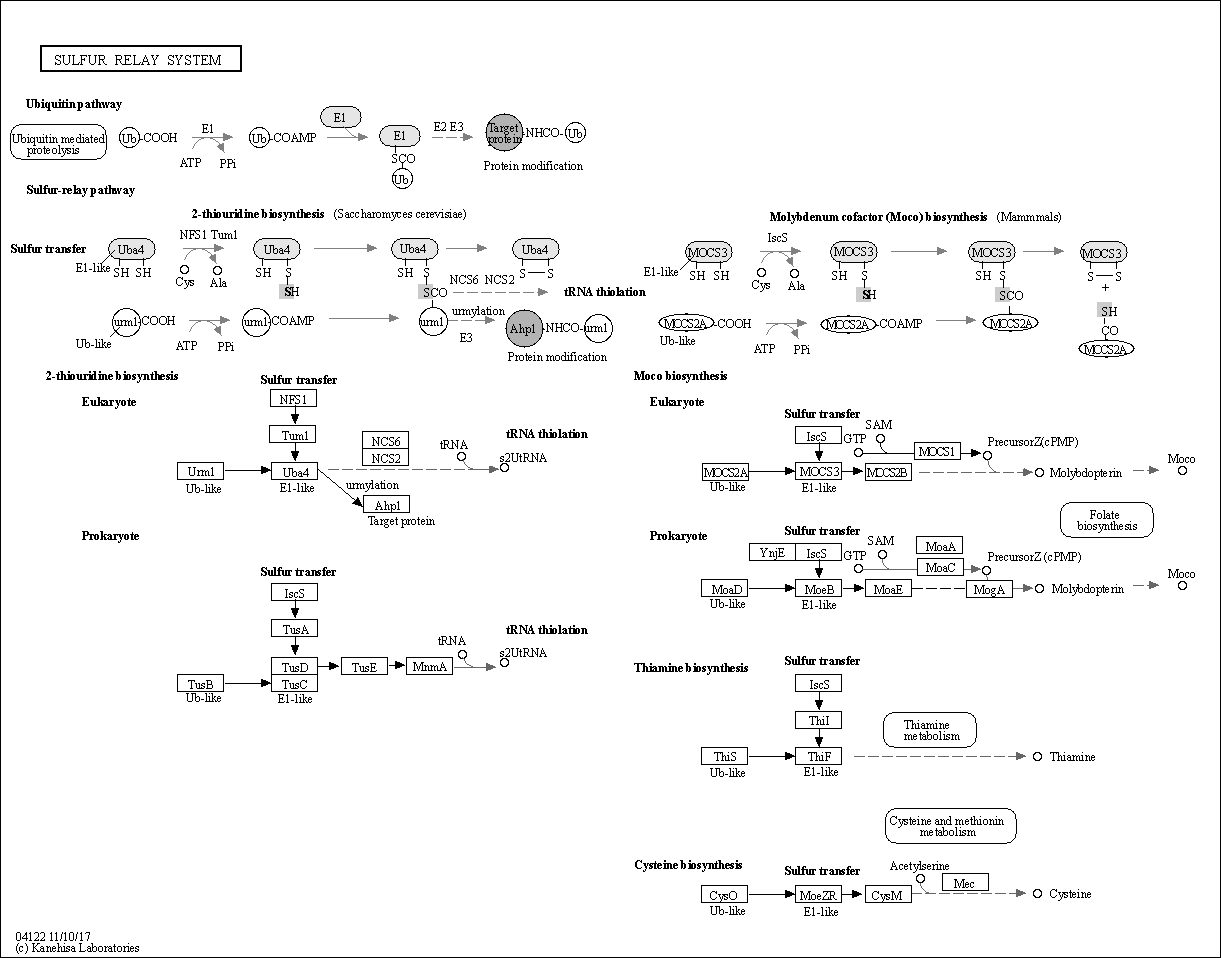 SULFUR RELAY SYSTEM
Ubiquitin pathway
Ubiquitin mediated
proteolysis
Ub
-COOH
E1
ATP
PPi
Ub
-COAMP
E1
E1
SCO
Ub
E2 E3
Target
protein
-NHCO-
Ub
Protein modification
Sulfur-relay pathway
2-thiouridine biosynthesis (Saccharomyces cerevisiae)
Sulfur transfer
Uba4
E1-like
SH SH
NFS1 Tum1
Cys
Ala
Uba4
SH S
SH
Uba4
SH S
SCO
Uba4
S S
NCS6 NCS2
tRNA thiolation
urm1
-COOH
Ub-like
ATP
PPi
urm1
-COAMP
urm1
urmylation
E3
Ahp1
-NHCO-
urm1
Protein modification
Molybdenum cofactor (Moco) biosynthesis (Mammmals)
MOCS3
E1-like
SH SH
IscS
Cys
Ala
MOCS3
SH S
SH
MOCS3
SH S
SCO
MOCS3
S S
+
SH
CO
MOCS2A
MOCS2A
-COOH
Ub-like
ATP
PPi
MOCS2A
-COAMP
MOCS2A
2-thiouridine biosynthesis
Eukaryote
Sulfur transfer
NFS1
Tum1
Urm1
Ub-like
Uba4
E1-like
NCS6
NCS2
tRNA
tRNA thiolation
s2UtRNA
urmylation
Ahp1
Target protein
Prokaryote
Sulfur transfer
IscS
TusA
TusD
TusC
E1-like
TusB
Ub-like
TusE
MnmA
tRNA
tRNA thiolation
s2UtRNA
Moco biosynthesis
Eukaryote
Sulfur transfer
IscS
GTP
SAM
MOCS1
PrecursorZ(cPMP)
MOCS2A
Ub-like
MOCS3
E1-like
MOCS2B
Molybdopterin
Moco
Folate
biosynthesis
Prokaryote
Sulfur transfer
YnjE
IscS
GTP
SAM
MoaA
MoaC
PrecursorZ (cPMP)
MoaD
Ub-like
MoeB
E1-like
MoaE
MogA
Molybdopterin
Moco
Thiamine biosynthesis
Sulfur transfer
IscS
ThiI
ThiS
Ub-like
ThiF
E1-like
Thiamine
metabolism
Thiamine
Cysteine and methionin
metabolism
Cysteine biosynthesis
Sulfur transfer
Acetylserine
Mec
CysO
Ub-like
MoeZR
E1-like
CysM
Cysteine
04122 11/10/17
(c) Kanehisa Laboratories